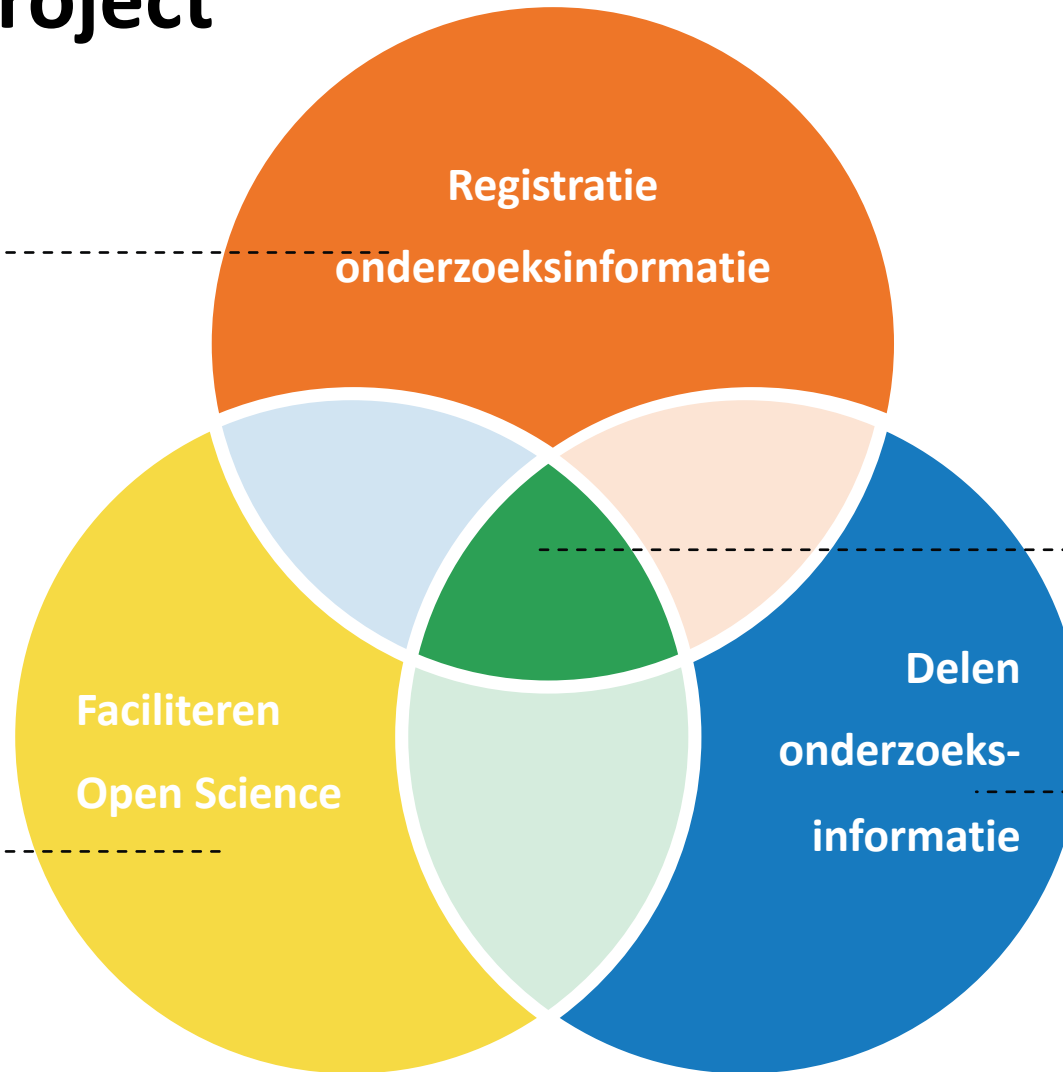 roject
Registratie
onderzoeksinformatie
Delen
onderzoeks-
informatie
Faciliteren
Open Science